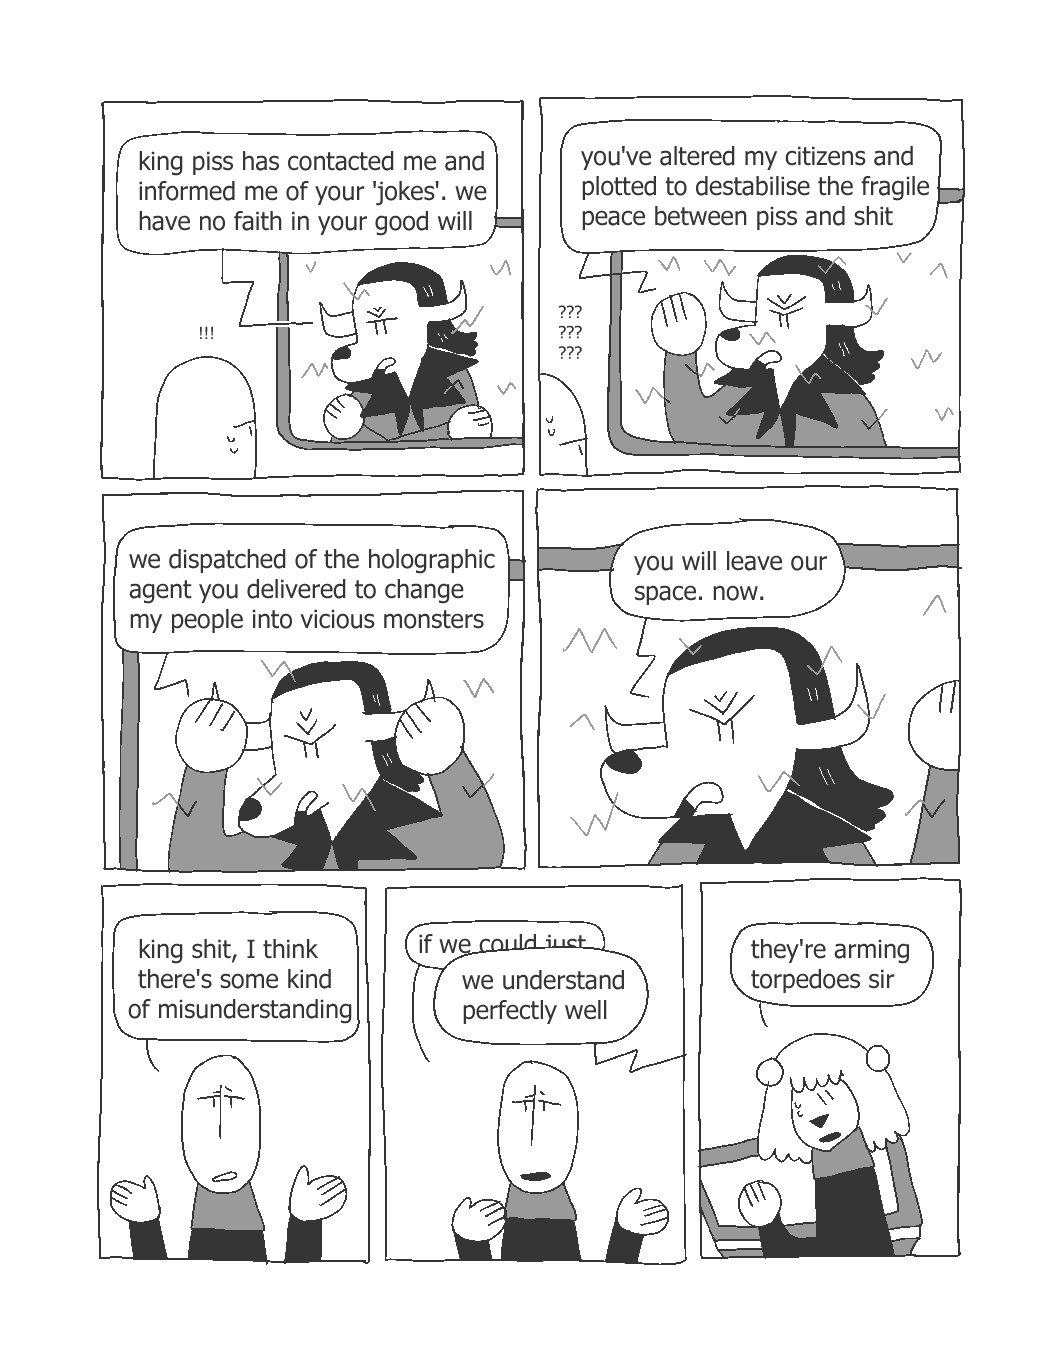 king piss has contacted me and
informed me of your 'jokes'. we
have no faith in your good will
!!!
you've altered my citizens and
plotted to destabilise the fragile
peace between piss and shit
???
???
???
we dispatched of the holographic
agent you delivered to change
my people into vicious monsters
you will leave our
space. now.
king shit, I think
there's some kind
of misunderstanding
if we could just
we understand
perfectly well
they're arming
torpedoes sir